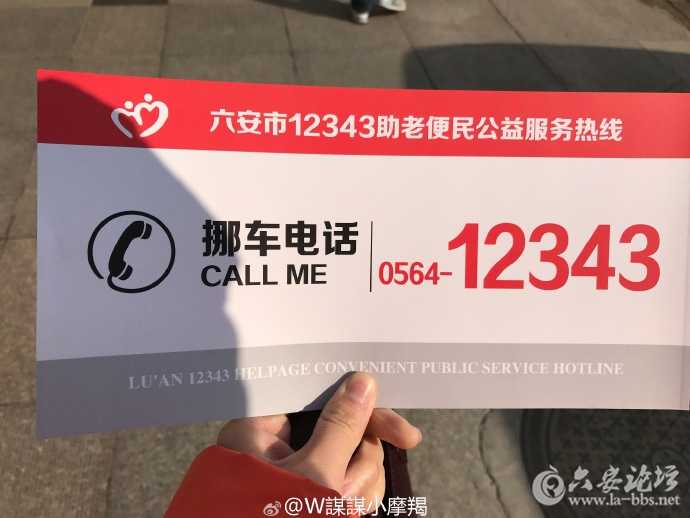 六安市12343助老便民公益服务热线
挪车电话
CALL ME
0564-12343
LU'AN 12343 HELPAGE CONVENIENT PUBLIC SERVICE HOTLINE
@W謀謀小摩羯
六安论坛
www.la-bbs.net